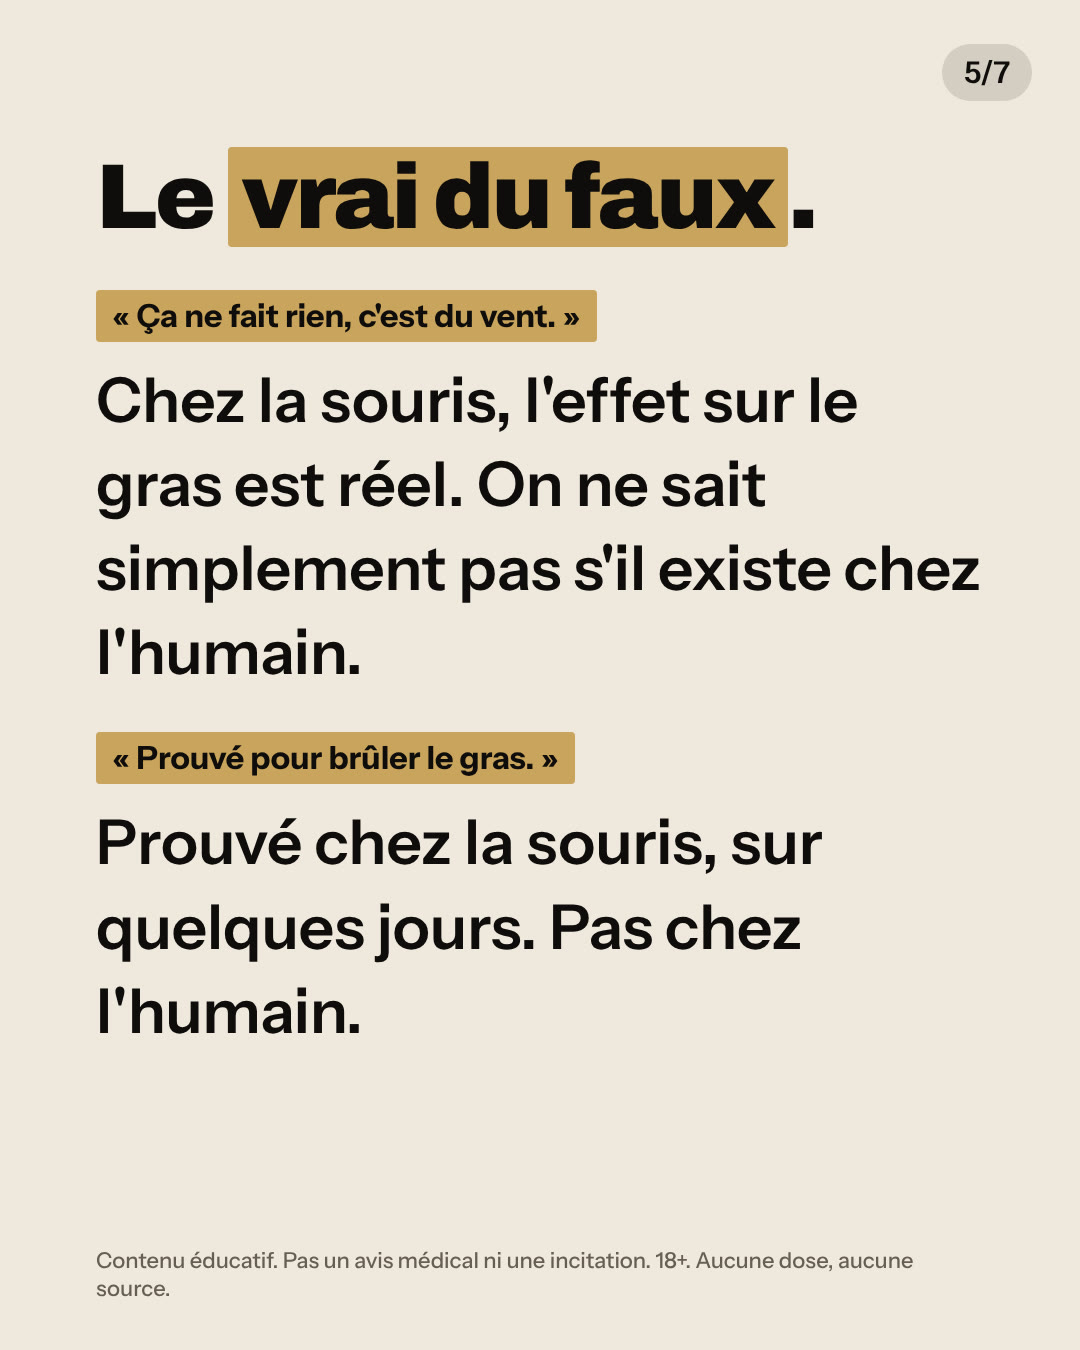 5/7
Le vrai du faux.
« Ça ne fait rien, c'est du vent. »
Chez la souris, l'effet sur le
gras est réel. On ne sait
simplement pas s'il existe chez
l'humain.
« Prouvé pour brûler le gras. »
Prouvé chez la souris, sur
quelques jours. Pas chez
l'humain.
Contenu éducatif. Pas un avis médical ni une incitation. 18+. Aucune dose, aucune
source.